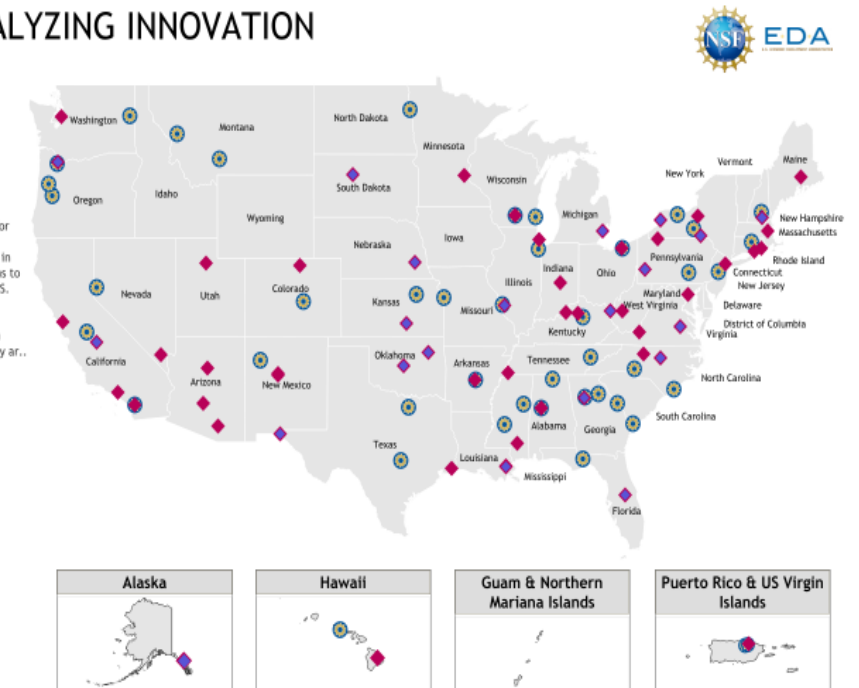 ALYZING INNOVATION
NSF
EDA
Washington
Montana
North Dakota
Minnesota
Vermont
Maine
New York
Wisconsin
South Dakota
Oregon
Idaho
Wyoming
Michigan
New Hampshire
Massachusetts
or
in
s to
S.
y ar..
Nebraska
Iowa
Pennsylvania
Rhode Island
Connecticut
New Jersey
Illinois
Indiana
Ohio
Nevada
Utah
Colorado
Kansas
Missouri
Maryland
West Virginia
Delaware
District of Columbia
Virginia
Kentucky
California
Oklahoma
Arkansas
Tennessee
North Carolina
Arizona
New Mexico
South Carolina
Alabama
Georgia
Texas
Louisiana
Mississippi
Florida
Alaska
Hawaii
Guam & Northern
Mariana Islands
Puerto Rico & US Virgin
Islands